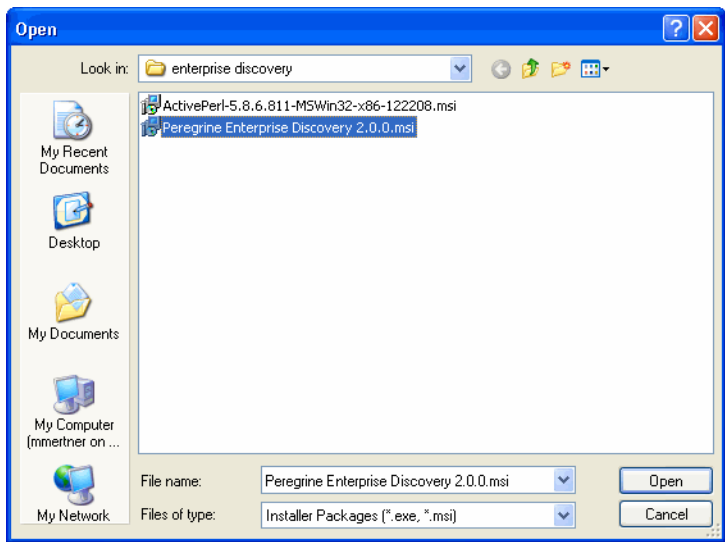 Open
Look in:
enterprise discovery
ActivePerl-5.8.6.811-MSWin32-x86-122208.msi
Peregrine Enterprise Discovery 2.0.0.msi
My Recent
Documents
Desktop
My Documents
My Computer
(mmertner on ...
My Network
File name:
Peregrine Enterprise Discovery 2.0.0.msi
Open
Files of type:
Installer Packages (*.exe, *.msi)
Cancel